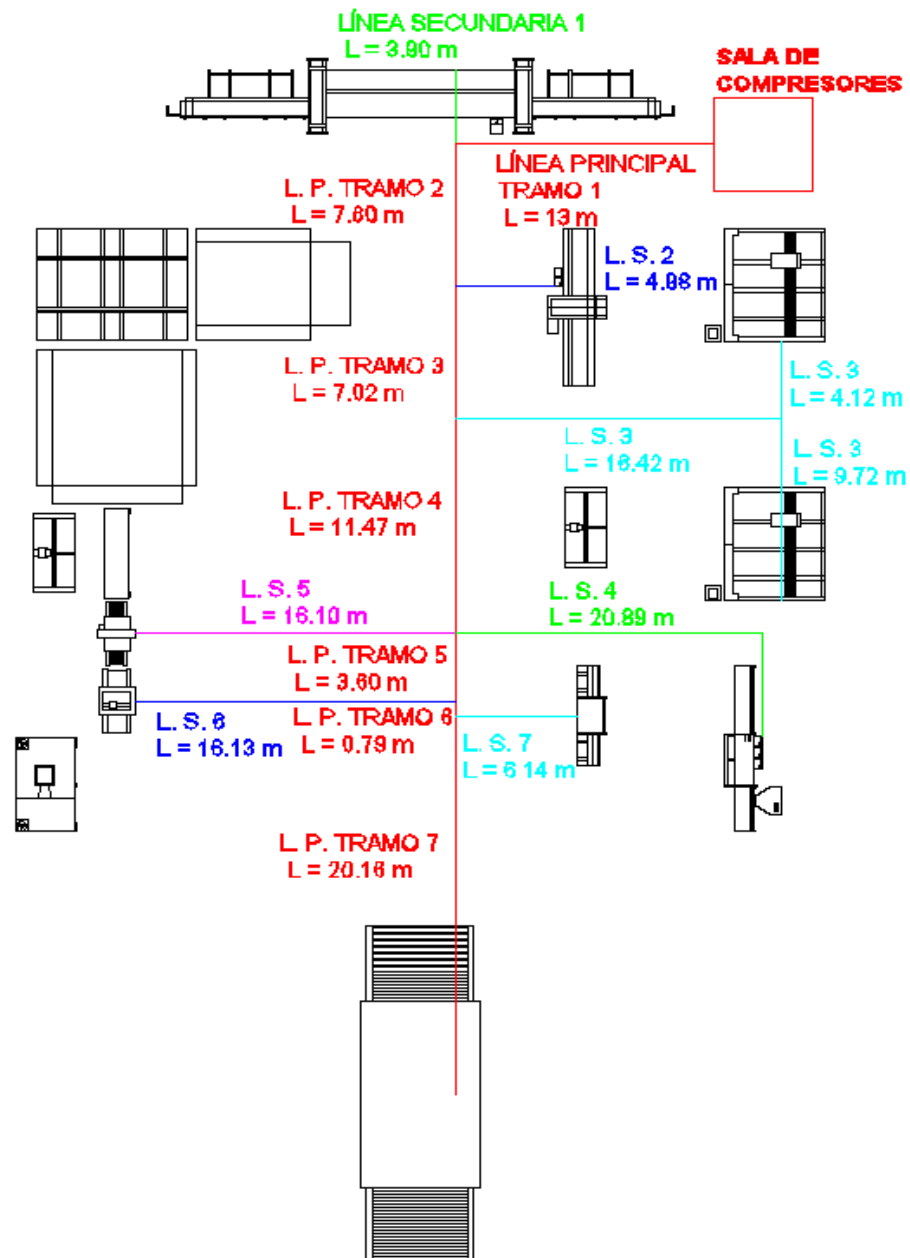 LÍNEA SECUNDARIA 1
L = 3.90 m
SALA DE
COMPRESORES
LÍNEA PRINCIPAL
TRAMO 1
L = 13 m
L. P. TRAMO 2
L = 7.60 m
L. S. 2
L = 4.98 m
L. P. TRAMO 3
L = 7.02 m
L. S. 3
L = 4.12 m
L. S. 3
L = 16.42 m
L. S. 3
L = 9.72 m
L. P. TRAMO 4
L = 11.47 m
L. S. 5
L = 16.10 m
L. S. 4
L = 20.89 m
L. P. TRAMO 5
L = 3.60 m
L. S. 6
L = 16.13 m
L. P. TRAMO 6
L = 0.79 m
L. S. 7
L = 6.14 m
L. P. TRAMO 7
L = 20.16 m